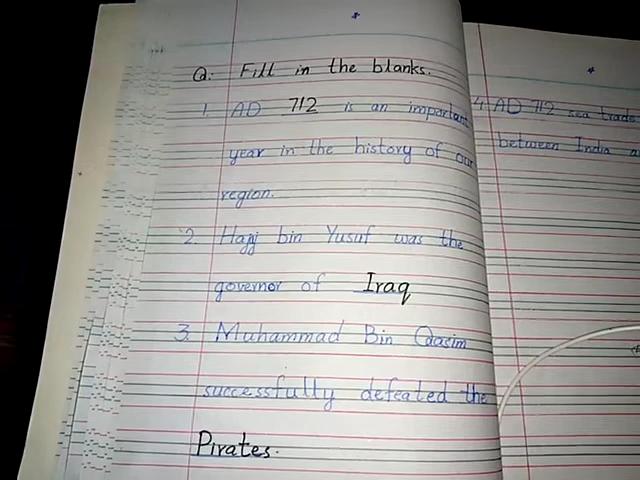 Q: Fill in the blanks.
1. AD 712 is an important
year in the history of our
region.
2. Hajj bin Yusuf was the
governor of Iraq
3. Muhammad Bin Qasim
successfully defeated the
Pirates.
4. AD 712 sea trade
between India